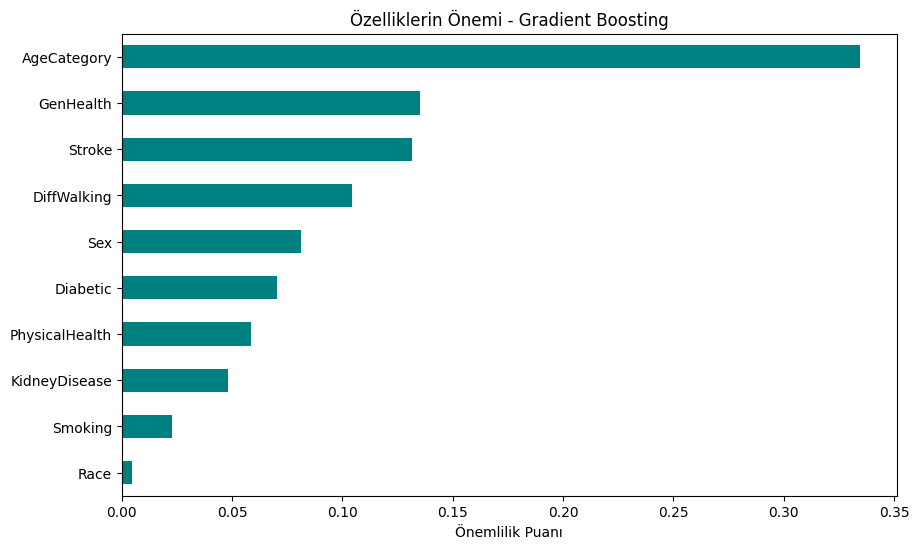 Özelliklerin Önemi - Gradient Boosting
AgeCategory
GenHealth
Stroke
DiffWalking
Sex
Diabetic
PhysicalHealth
KidneyDisease
Smoking
Race
0.00 0.05 0.10 0.15 0.20 0.25 0.30 0.35
Önemlilik Puanı